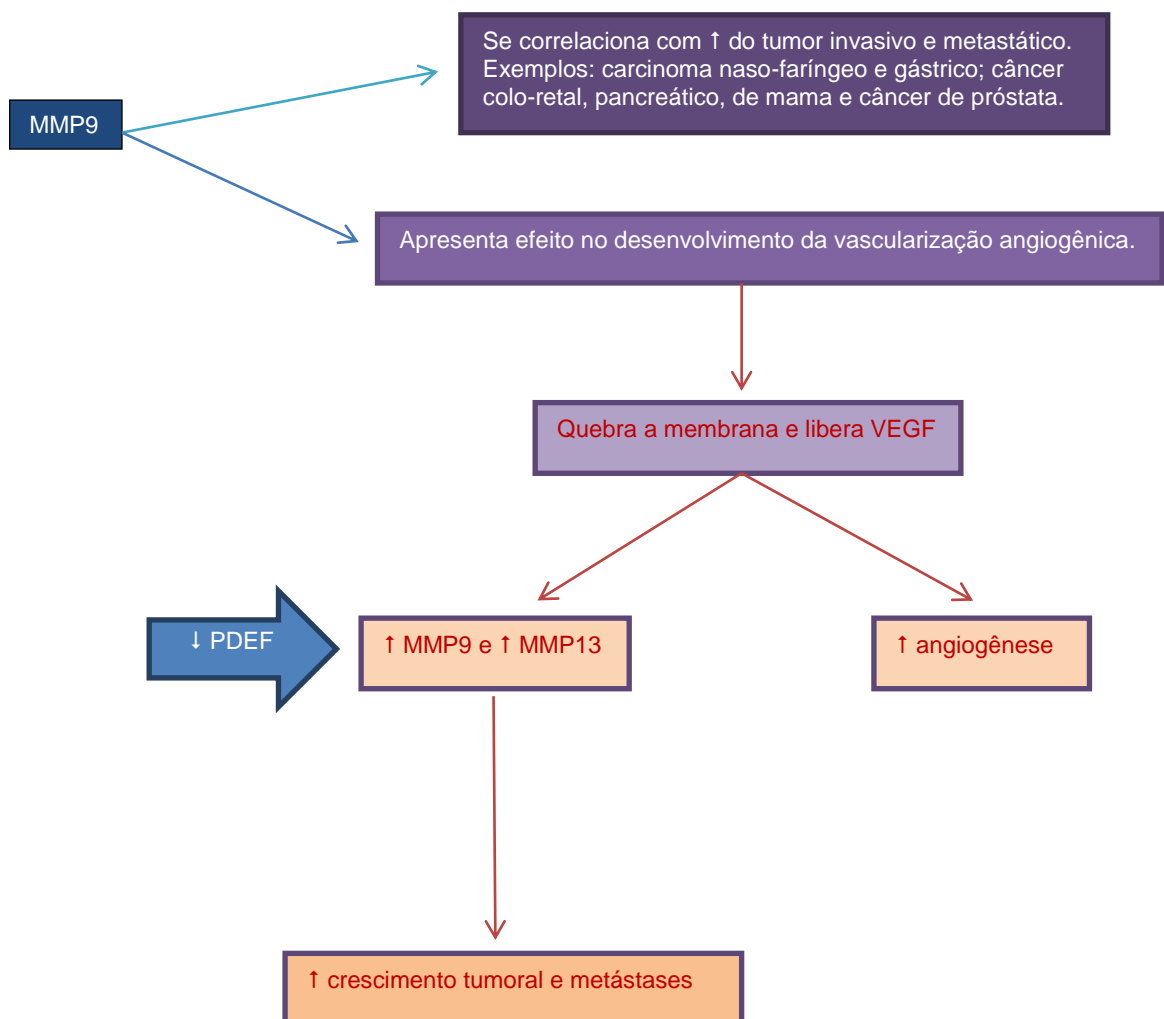 Se correlaciona com ↑ do tumor invasivo e metastático.
Exemplos: carcinoma naso-faríngeo e gástrico; câncer
colo-retal, pancreático, de mama e câncer de próstata.
MMP9
Apresenta efeito no desenvolvimento da vascularização angiogênica.
Quebra a membrana e libera VEGF
↓ PDEF
↑ MMP9 e ↑ MMP13
↑ angiogênese
↑ crescimento tumoral e metástases